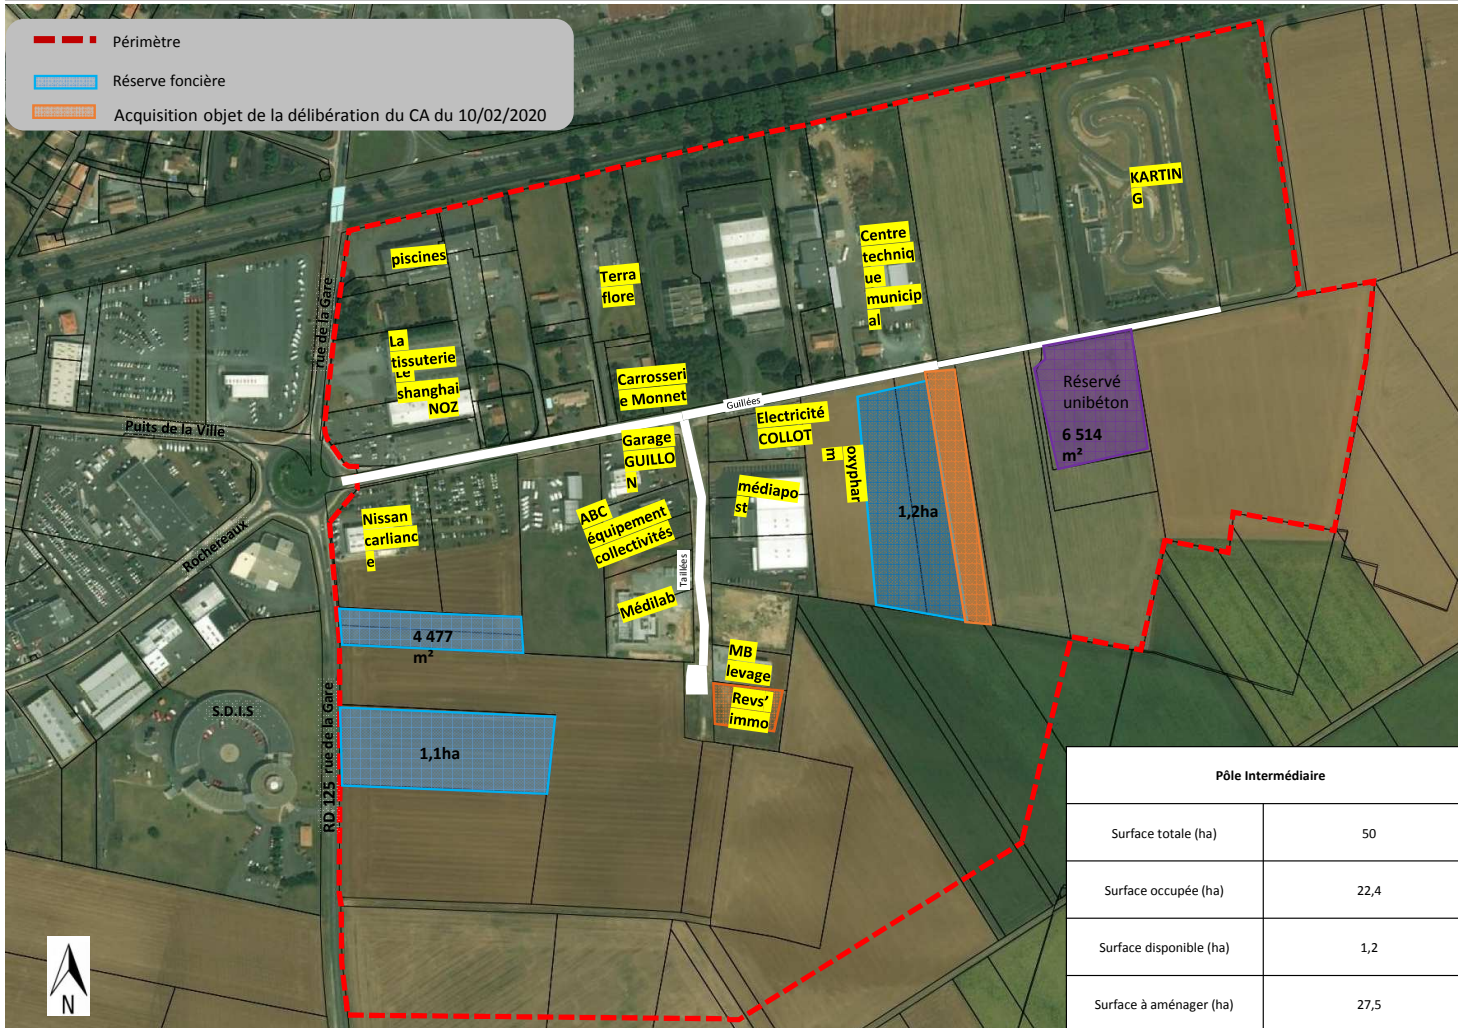 Périmètre
Réserve foncière
Acquisition objet de la délibération du CA du 10/02/2020
KARTIN
G
piscines
Terra
flore
Centre
techniq
ue
municip
al
rue de la Gare
La
tissuterie
Le
shanghai
NOZ
Carrosseri
e Monnet
Guillées
Réservé
unibéton
6 514
m²
Puits de la Ville
Electricité
COLLOT
Garage
GUILLO
N
oxyphar
m
médiapo
st
1,2ha
Nissan
carlianc
e
ABC
équipement
collectivités
Rochereaux
Taillées
Médilab
4 477
m²
MB
levage
Revs’
immo
S.D.I.S
RD 125 rue de la Gare
1,1ha
Pôle Intermédiaire
Surface totale (ha) 50
Surface occupée (ha) 22,4
Surface disponible (ha) 1,2
Surface à aménager (ha) 27,5
N